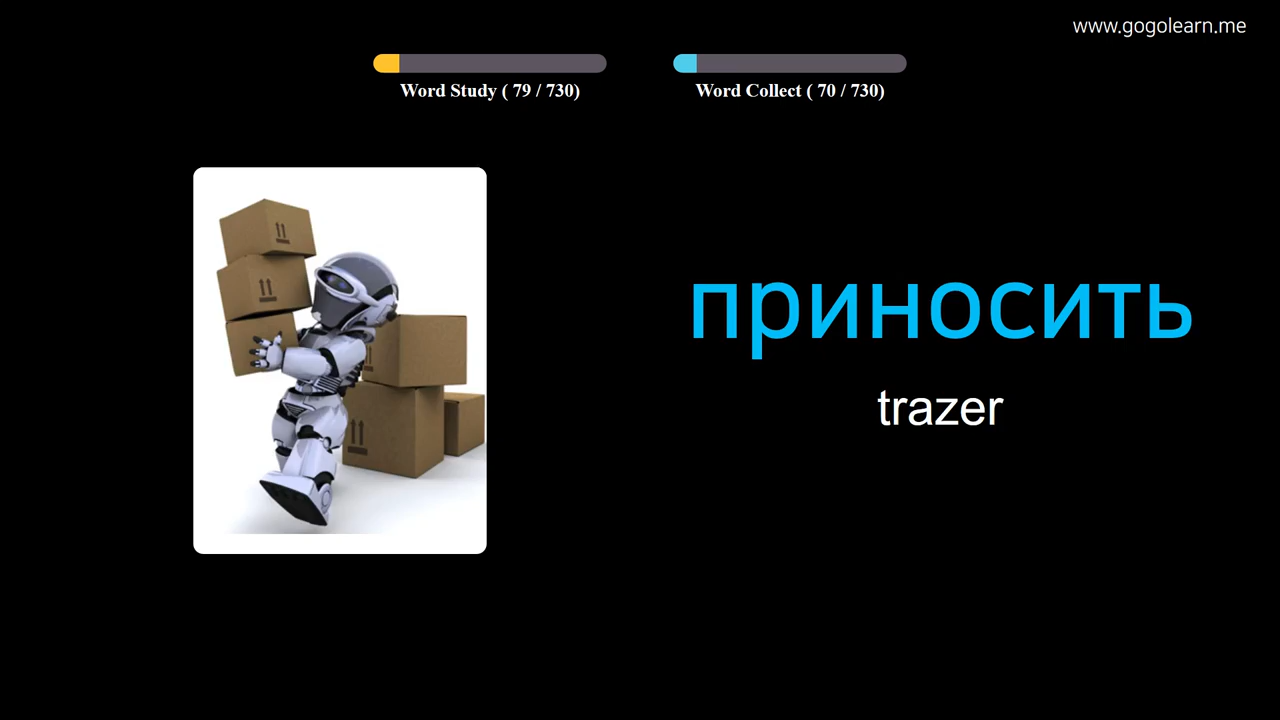 www.gogolearn.me
Word Study ( 79 / 730)
Word Collect ( 70 / 730)
приносить
trazer